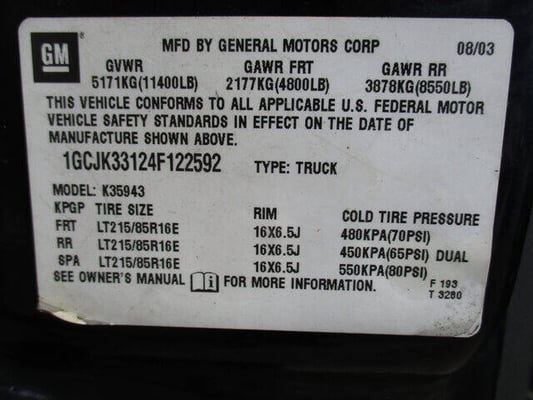 GM
MFD BY GENERAL MOTORS CORP 08/03
GVWR GAWR FRT GAWR RR
5171KG(11400LB) 2177KG(4800LB) 3878KG(8550LB)
THIS VEHICLE CONFORMS TO ALL APPLICABLE U.S. FEDERAL MOTOR
VEHICLE SAFETY STANDARDS IN EFFECT ON THE DATE OF
MANUFACTURE SHOWN ABOVE.
1GCJK33124F122592 TYPE: TRUCK
MODEL: K35943
KPGP TIRE SIZE RIM COLD TIRE PRESSURE
FRT LT215/85R16E 16X6.5J 480KPA(70PSI)
RR LT215/85R16E 16X6.5J 450KPA(65PSI) DUAL
SPA LT215/85R16E 16X6.5J 550KPA(80PSI)
SEE OWNER'S MANUAL FOR MORE INFORMATION. F 193
T 3280